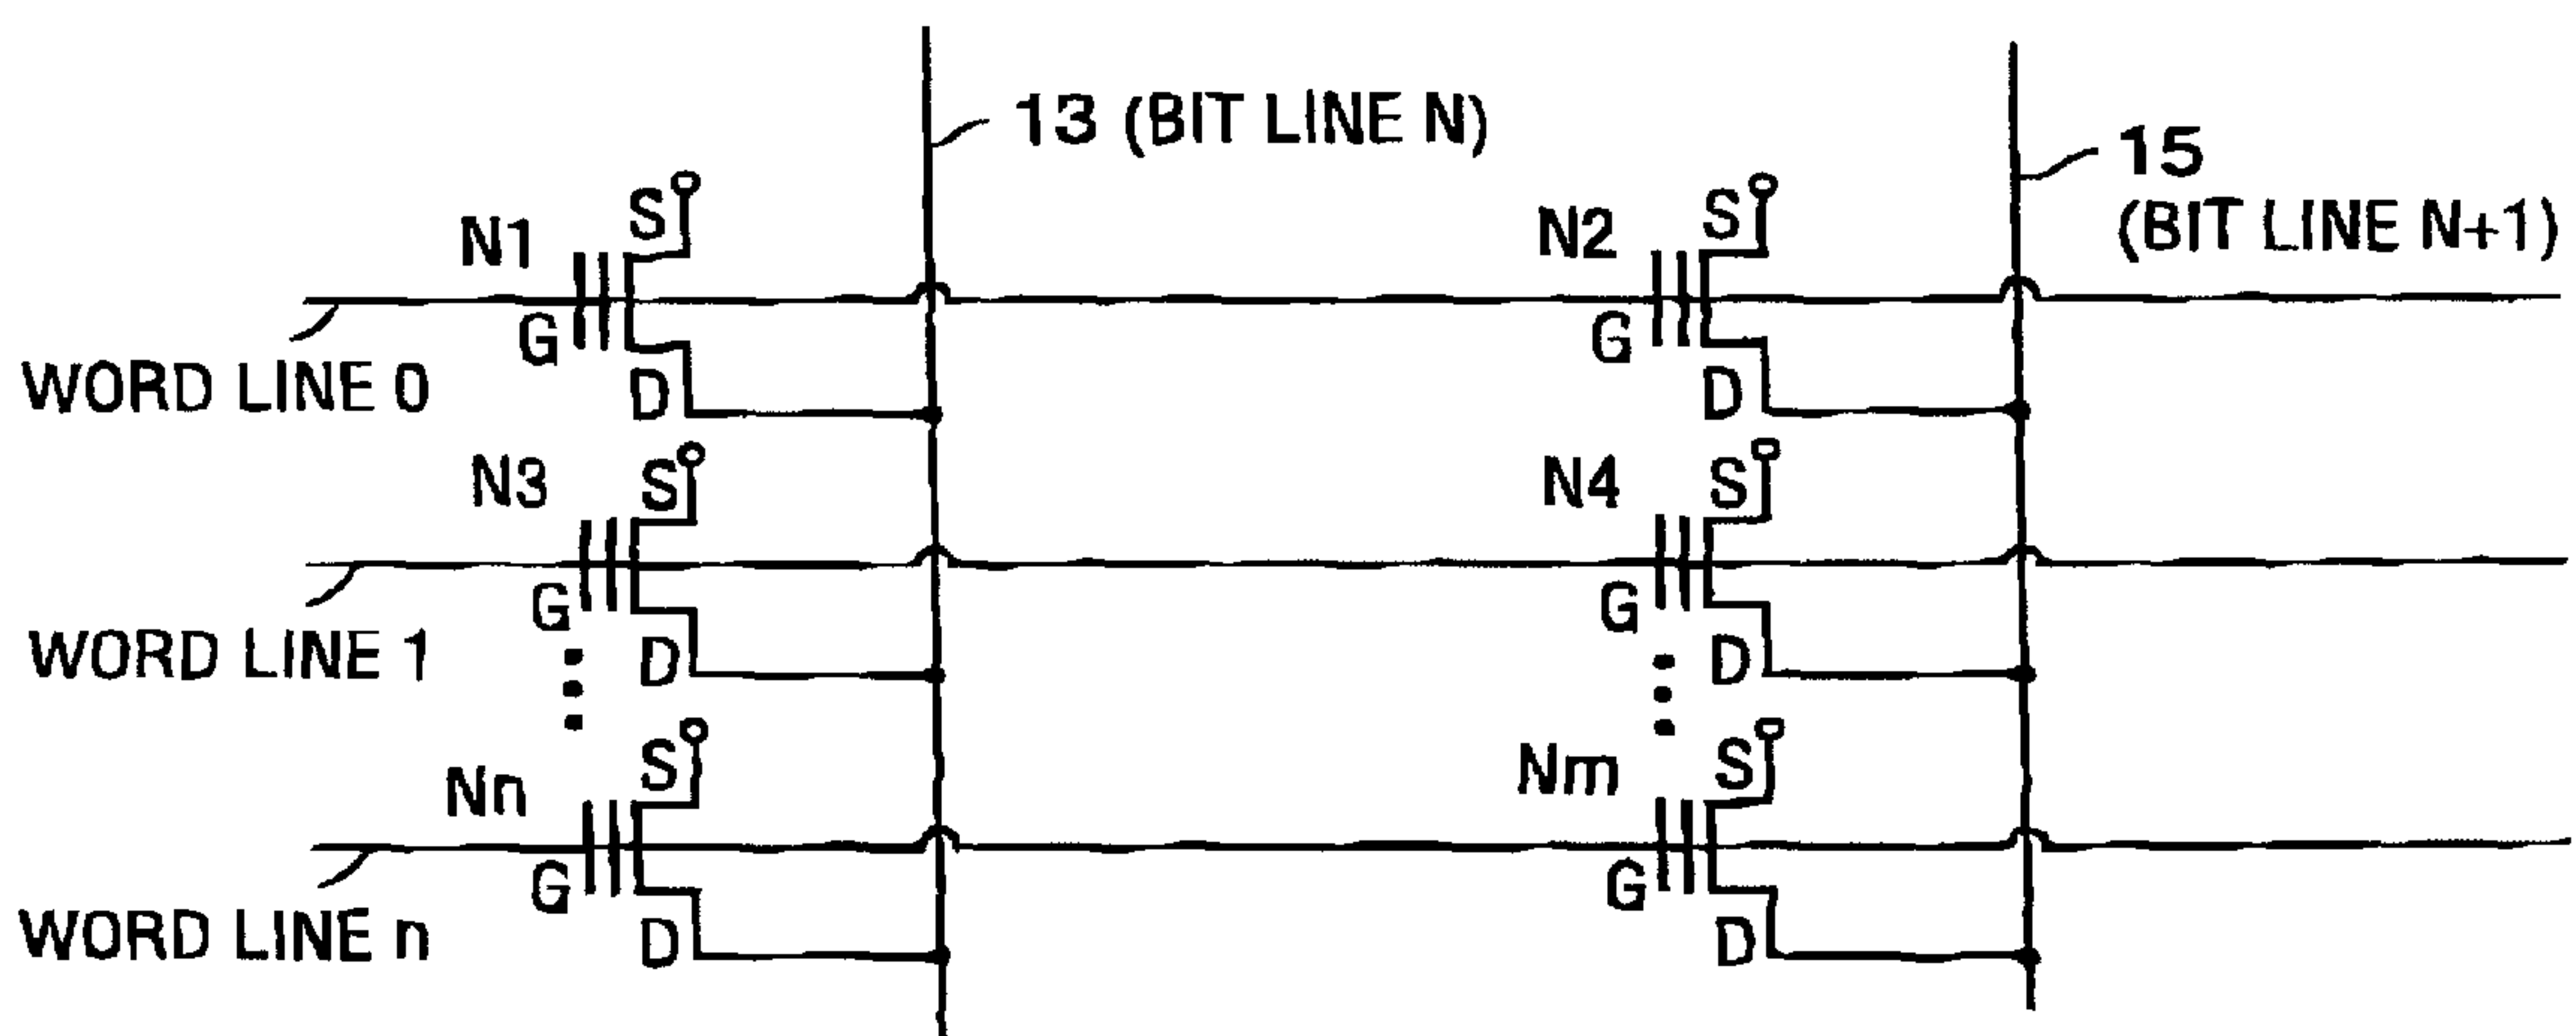 13 (BIT LINE N)
15
(BIT LINE N+1)
N1
S
G
D
N2
S
G
D
WORD LINE 0
N3
S
G
D
N4
S
G
D
WORD LINE 1
Nn
S
G
D
Nm
S
G
D
WORD LINE n